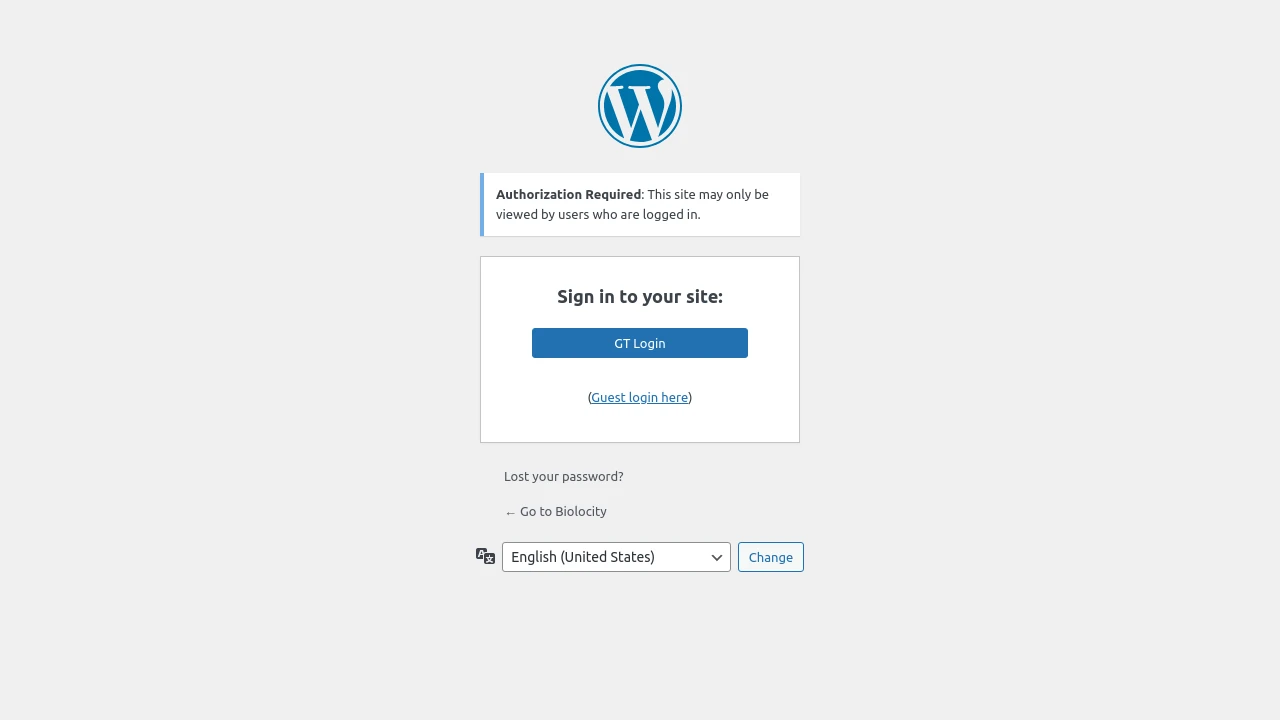 Authorization Required: This site may only be
viewed by users who are logged in.
Sign in to your site:
GT Login
(Guest login here)
Lost your password?
← Go to Biolocity
English (United States)
Change